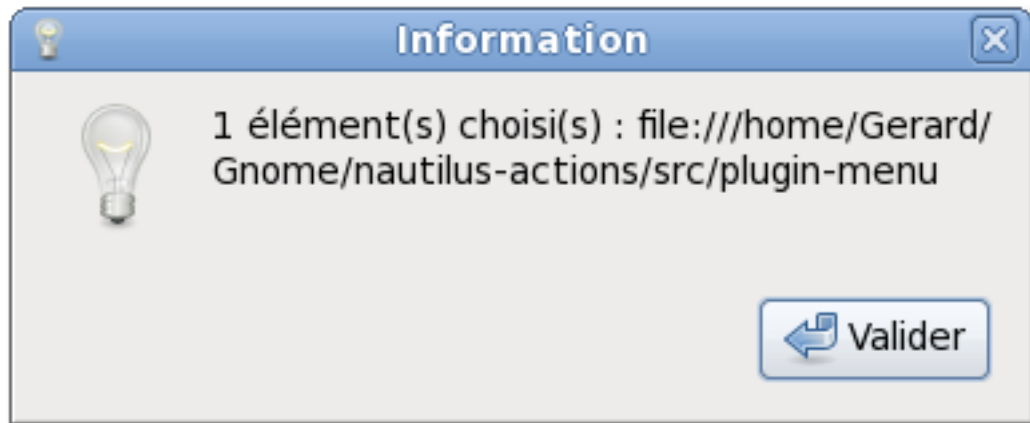 Information
1 élément(s) choisi(s) : file:///home/Gerard/
Gnome/nautilus-actions/src/plugin-menu
Valider